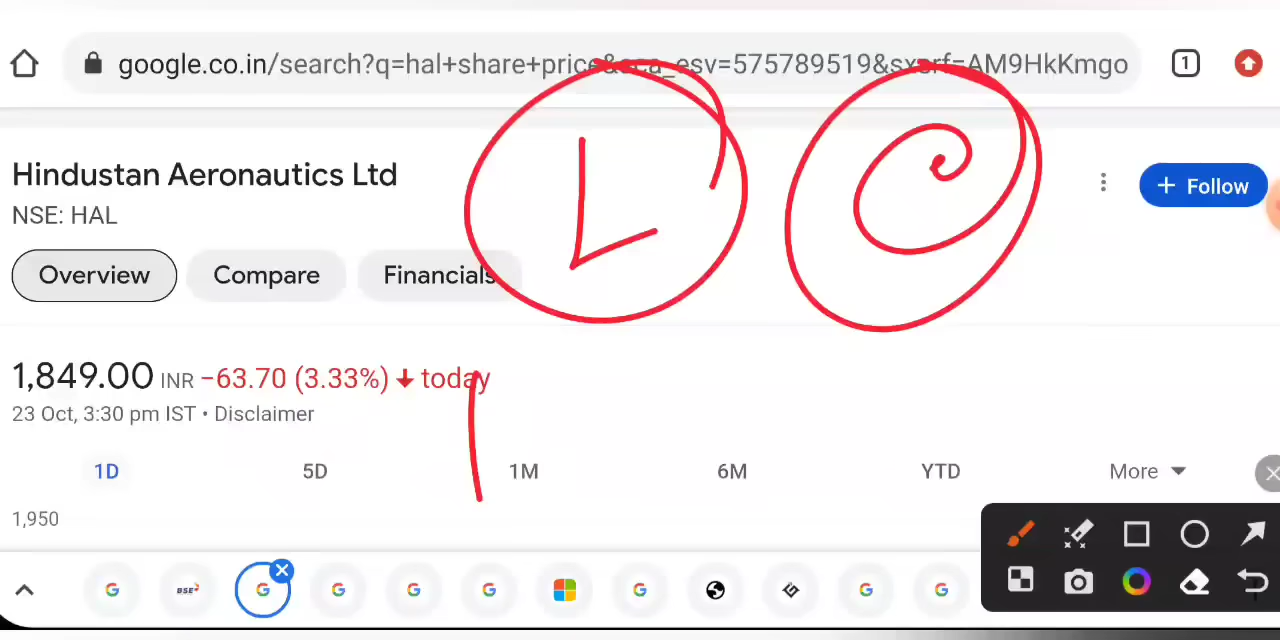 google.co.in/search?q=hal+share+price&sca_esv=575789519&sxsrf=AM9HkKmgo 1
Hindustan Aeronautics Ltd
L
Follow
NSE: HAL
Overview Compare Financials
1,849.00 INR −63.70 (3.33%) today
23 Oct, 3:30 pm IST • Disclaimer
1D 5D 1M 6M YTD More
1,950
BSE